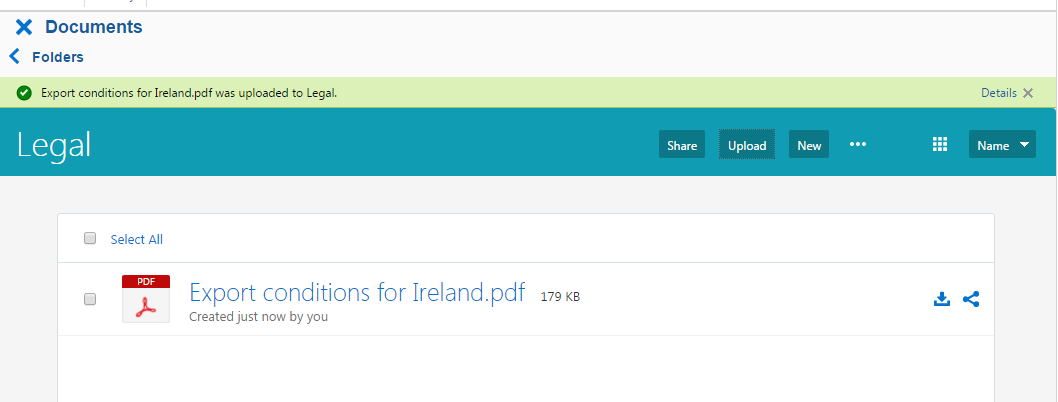 Documents
Folders
Export conditions for Ireland.pdf was uploaded to Legal. Details
Legal Share Upload New Name
Select All
PDF
Export conditions for Ireland.pdf 179 KB
Created just now by you